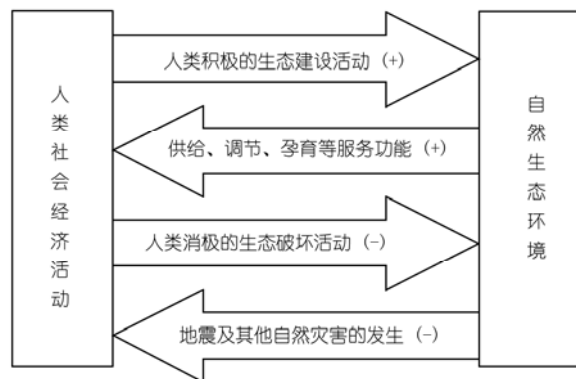 人类社会经济活动
人类积极的生态建设活动 (+)
供给、调节、孕育等服务功能 (+)
人类消极的生态破坏活动 (-)
地震及其他自然灾害的发生 (-)
自然生态环境